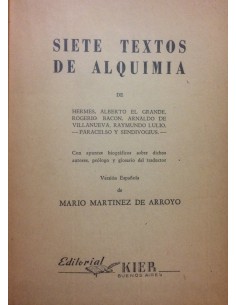 SIETE TEXTOS
DE ALQUIMIA
DE
HERMES, ALBERTO EL GRANDE,
ROGERIO BACON, ARNALDO DE
VILLANUEVA, RAYMUNDO LULIO,
—PARACELSO Y SENDIVOGIUS.—
Con apuntes biográficos sobre dichos
autores, prólogo y glosario del traductor
Versión Española
de
MARIO MARTINEZ DE ARROYO
Editorial
KIER
BUENOS AIRES